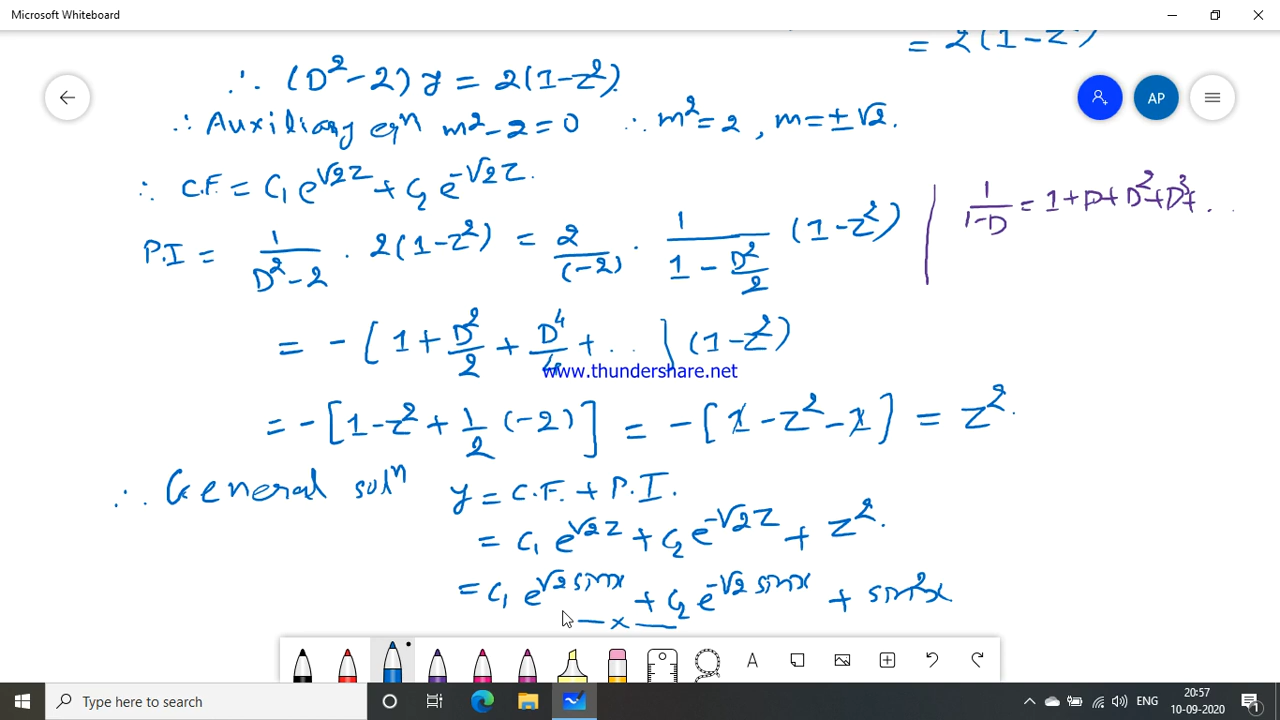 Microsoft Whiteboard
= 2(1-z²)
∴ (D²-2)y = 2(1-z²).
∴ Auxiliary eqⁿ m²-2=0 ∴ m²=2, m=±√2.
∴ C.F. = C₁e^{√2z} + C₂e^{-√2z}.
1/(1-D) = 1+D+D²+D³+...
P.I = 1/(D²-2) · 2(1-z²) = 2/(-2) · 1/(1-D²/2) (1-z²)
= -[1+D²/2+D⁴/4+...](1-z²)
www.thundershare.net
= -[1-z²+1/2(-2)] = -[1-z²-1] = z².
∴ General solⁿ y = C.F. + P.I.
= C₁e^{√2z} + C₂e^{-√2z} + z².
= C₁e^{√2 sinx} + C₂e^{-√2 sinx} + sin²x
—x—
AP
A
Type here to search
ENG
20:57
10-09-2020
1